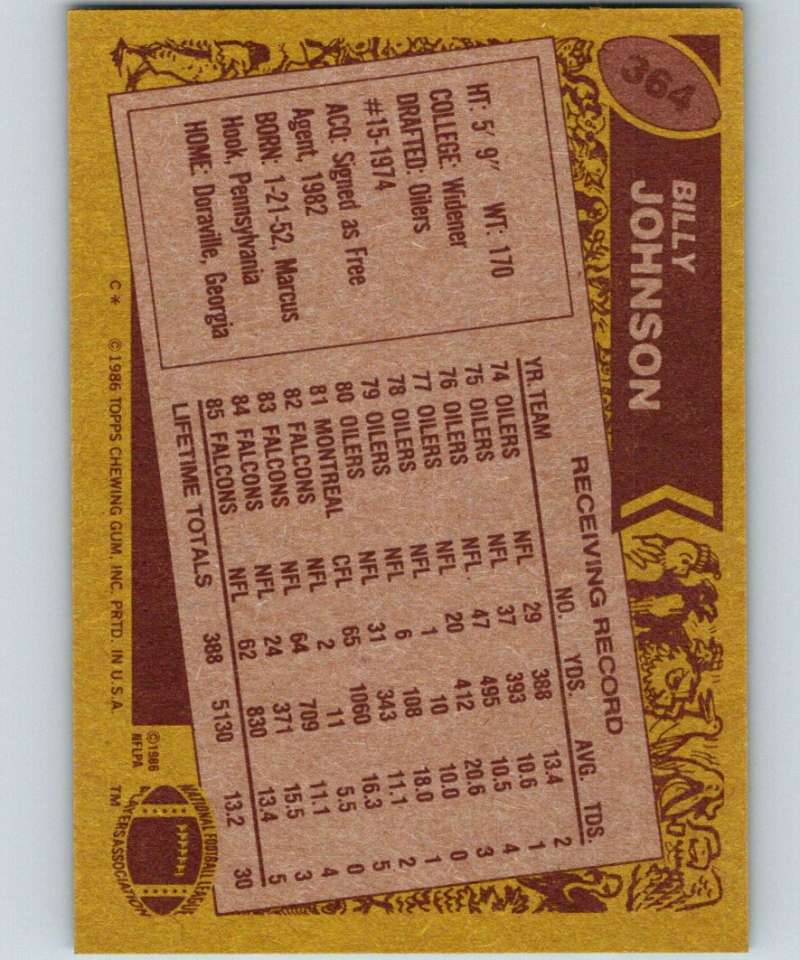 364
BILLY
JOHNSON
HT: 5' 9" WT: 170
COLLEGE: Widener
DRAFTED: Oilers
#15-1974
ACQ: Signed as Free
Agent, 1982
BORN: 1-21-52, Marcus
Hook, Pennsylvania
HOME: Doraville, Georgia
RECEIVING RECORD
YR. TEAM NO. YDS. AVG. TDS.
74 OILERS NFL 29 388 13.4 2
75 OILERS NFL 37 393 10.6 1
76 OILERS NFL 47 495 10.5 4
77 OILERS NFL 20 412 20.6 3
78 OILERS NFL 1 10 10.0 0
79 OILERS NFL 6 108 18.0 1
80 OILERS NFL 31 343 11.1 2
81 MONTREAL CFL 65 1060 16.3 5
82 FALCONS NFL 2 11 5.5 0
83 FALCONS NFL 64 709 11.1 4
84 FALCONS NFL 24 371 15.5 3
85 FALCONS NFL 62 830 13.4 5
LIFETIME TOTALS 388 5130 13.2 30
C* © 1986 TOPPS CHEWING GUM, INC. PRTD. IN U.S.A.
©1986
NFLPA
NATIONAL FOOTBALL LEAGUE
PLAYERS ASSOCIATION
TM